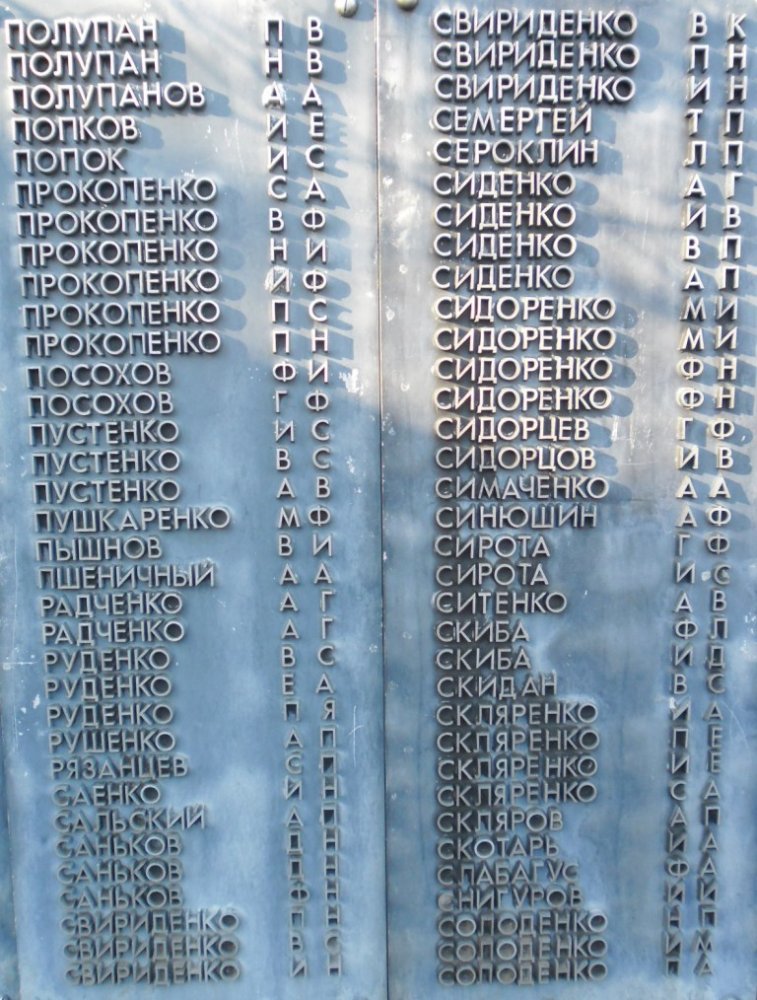 ПОЛУПАН П В
ПОЛУПАН Н В
ПОЛУПАНОВ А А
ПОПКОВ И Е
ПОПОК И С
ПРОКОПЕНКО С А
ПРОКОПЕНКО В Ф
ПРОКОПЕНКО Н И
ПРОКОПЕНКО И Ф
ПРОКОПЕНКО П С
ПРОКОПЕНКО П Н
ПОСОХОВ Ф И
ПОСОХОВ Г Ф
ПУСТЕНКО И С
ПУСТЕНКО В С
ПУСТЕНКО А В
ПУШКАРЕНКО М Ф
ПЫШНОВ В И
ПШЕНИЧНЫЙ А А
РАДЧЕНКО А Г
РАДЧЕНКО А Г
РУДЕНКО В С
РУДЕНКО Е А
РУДЕНКО П Я
РУШЕНКО А П
РЯЗАНЦЕВ С П
САЕНКО И Н
САЛЬСКИЙ А Н
САНЬКОВ Д Н
САНЬКОВ Д Н
САНЬКОВ Ф Н
СВИРИДЕНКО П Н
СВИРИДЕНКО В С
СВИРИДЕНКО И Н
СВИРИДЕНКО В К
СВИРИДЕНКО П Н
СВИРИДЕНКО И Н
СЕМЕРГЕЙ Т П
СЕРОКЛИН Л П
СИДЕНКО А Г
СИДЕНКО И В
СИДЕНКО В П
СИДЕНКО А П
СИДОРЕНКО М И
СИДОРЕНКО М И
СИДОРЕНКО Ф Н
СИДОРЕНКО Ф Н
СИДОРЦЕВ Г Ф
СИДОРЦОВ И В
СИМАЧЕНКО А А
СИНЮШИН А Ф
СИРОТА Г Ф
СИРОТА И С
СИТЕНКО А В
СКИБА Ф Л
СКИБА И Д
СКИДАН В С
СКЛЯРЕНКО И А
СКЛЯРЕНКО П Е
СКЛЯРЕНКО И Е
СКЛЯРЕНКО С А
СКЛЯРОВ А П
СКОТАРЬ И А
СЛАБАГУС Ф А
СНИГУРОВ И И
СОЛОДЕНКО Н П
СОЛОДЕНКО И М
СОЛОДЕНКО П А